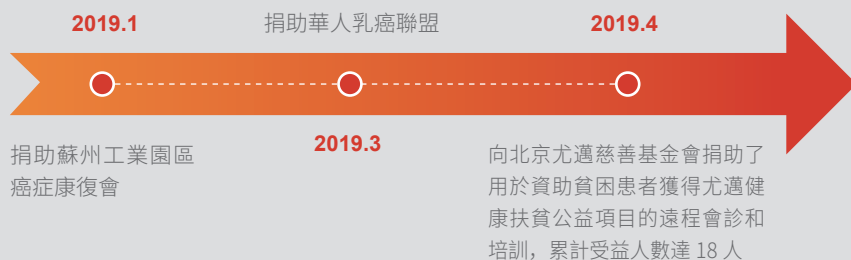 2019.1
捐助蘇州工業園區
癌症康復會
捐助華人乳癌聯盟
2019.3
2019.4
向北京尤邁慈善基金會捐助了
用於資助貧困患者獲得尤邁健
康扶貧公益項目的遠程會診和
培訓，累計受益人數達 18 人